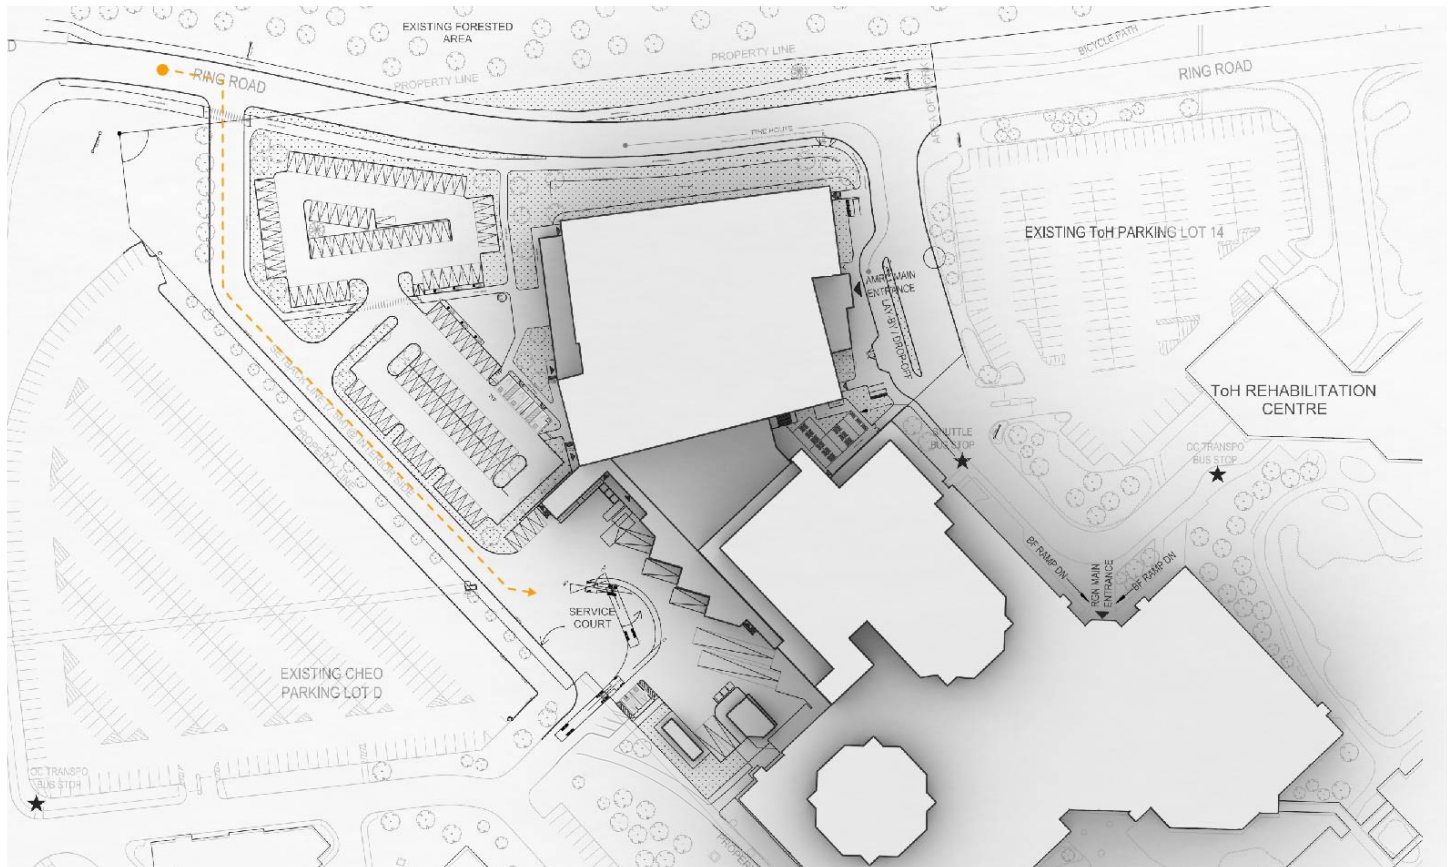 EXISTING FORESTED
AREA
D
RING ROAD
PROPERTY LINE
PROPERTY LINE
BICYCLE PATH
RING ROAD
FIRE ROUTE
EXISTING ToH PARKING LOT 14
AMRC MAIN
ENTRANCE
LAY-BY / DROP-OFF
ToH REHABILITATION
CENTRE
SHUTTLE
BUS STOP
OC TRANSPO
BUS STOP
PROPERTY LINE
BF RAMP DN
RGN MAIN
ENTRANCE
BF RAMP DN
SERVICE
COURT
EXISTING CHEO
PARKING LOT D
OC TRANSPO
BUS STOP